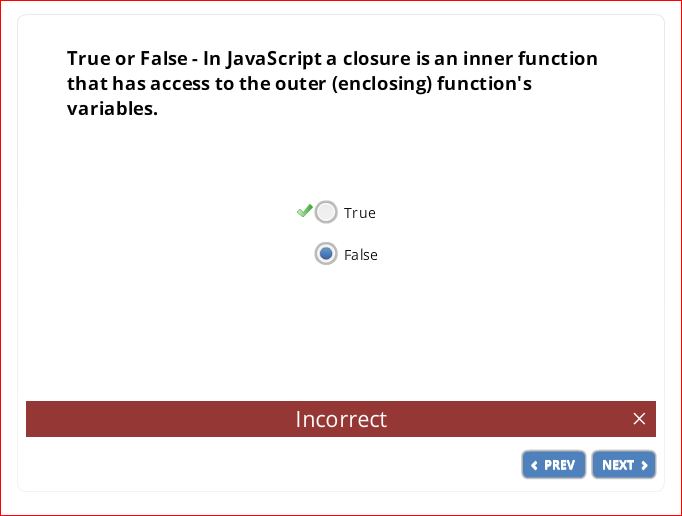 True or False - In JavaScript a closure is an inner function
that has access to the outer (enclosing) function's
variables.
True
False
Incorrect
PREV
NEXT